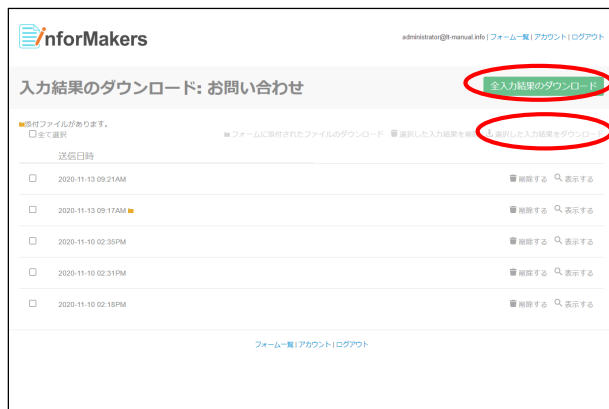 inforMakers
administrator@lt-manual.info | フォーム一覧 | アカウント | ログアウト
入力結果のダウンロード: お問い合わせ
全入力結果のダウンロード
添付ファイルがあります。
全て選択 フォームに添付されたファイルのダウンロード 選択した入力結果を削除 選択した入力結果をダウンロード
送信日時
2020-11-13 09:21AM 削除する 表示する
2020-11-13 09:17AM 削除する 表示する
2020-11-10 02:35PM 削除する 表示する
2020-11-10 02:31PM 削除する 表示する
2020-11-10 02:18PM 削除する 表示する
フォーム一覧 | アカウント | ログアウト